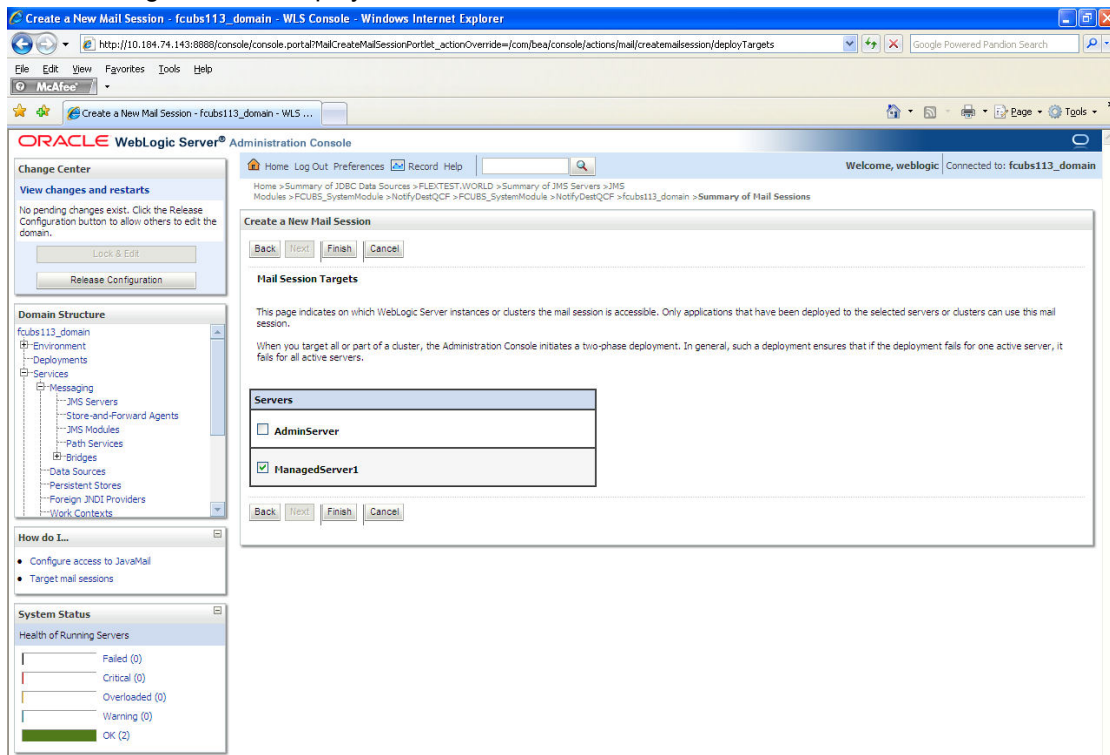 Create a New Mail Session - fcubs113_domain - WLS Console - Windows Internet Explorer
http://10.184.74.143:8888/console/console.portal?MailCreateMailSessionPortlet_actionOverride=/com/bea/console/actions/mail/createmailsession/deployTargets
Google Powered Pandion Search
File Edit View Favorites Tools Help
McAfee
Create a New Mail Session - fcubs113_domain - WLS ...
Page Tools
ORACLE WebLogic Server® Administration Console
Change Center
View changes and restarts
No pending changes exist. Click the Release
Configuration button to allow others to edit the
domain.
Lock & Edit
Release Configuration
Domain Structure
fcubs113_domain
Environment
Deployments
Services
Messaging
JMS Servers
Store-and-Forward Agents
JMS Modules
Path Services
Bridges
Data Sources
Persistent Stores
Foreign JNDI Providers
Work Contexts
How do I...
Configure access to JavaMail
Target mail sessions
System Status
Health of Running Servers
Failed (0)
Critical (0)
Overloaded (0)
Warning (0)
OK (2)
Home Log Out Preferences Record Help
Welcome, weblogic Connected to: fcubs113_domain
Home >Summary of JDBC Data Sources >FLEXTEST.WORLD >Summary of JMS Servers >JMS
Modules >FCUBS_SystemModule >NotifyDestQCF >FCUBS_SystemModule >NotifyDestQCF >fcubs113_domain >Summary of Mail Sessions
Create a New Mail Session
Back Next Finish Cancel
Mail Session Targets
This page indicates on which WebLogic Server instances or clusters the mail session is accessible. Only applications that have been deployed to the selected servers or clusters can use this mail
session.
When you target all or part of a cluster, the Administration Console initiates a two-phase deployment. In general, such a deployment ensures that if the deployment fails for one active server, it
fails for all active servers.
Servers
AdminServer
ManagedServer1
Back Next Finish Cancel